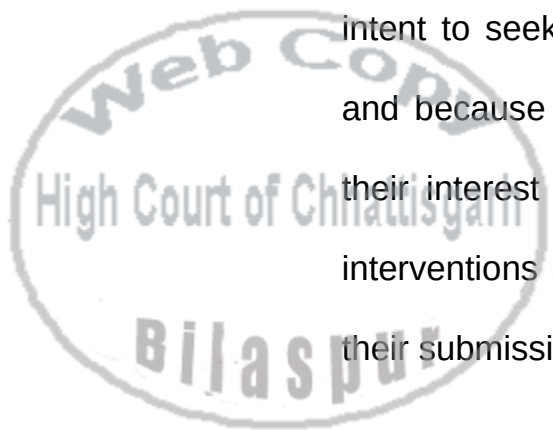 intent to seek
Web Copy
and because
High Court of Chhattisgarh
their interest
interventions
Bilaspur
their submissi